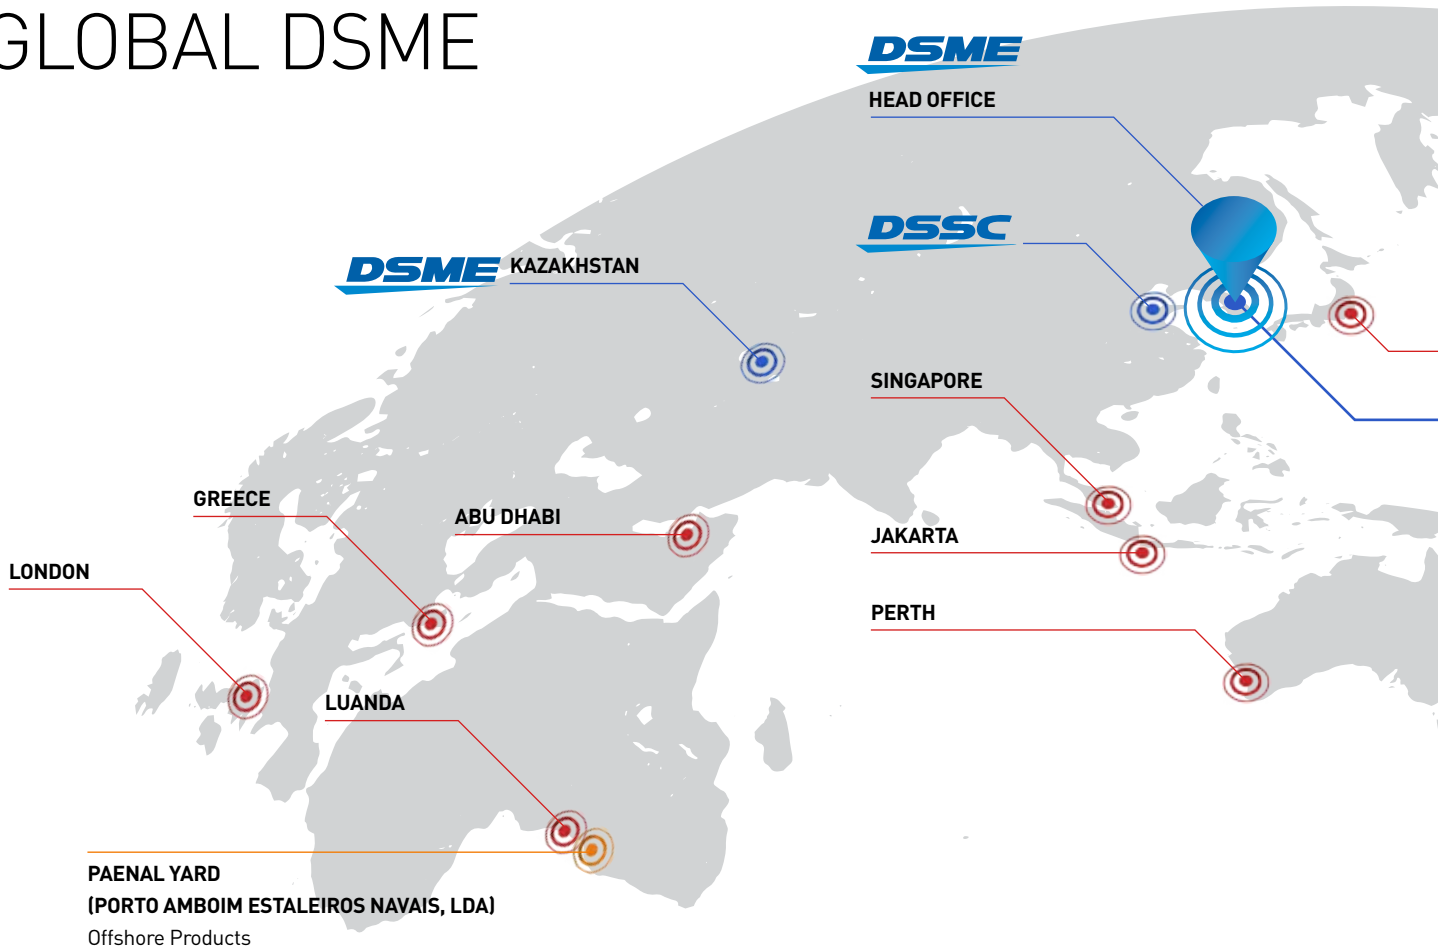 GLOBAL DSME
DSME
HEAD OFFICE
DSSC
DSME KAZAKHSTAN
SINGAPORE
GREECE
ABU DHABI
JAKARTA
LONDON
PERTH
LUANDA
PAENAL YARD
(PORTO AMBOIM ESTALEIROS NAVAIS, LDA)
Offshore Products